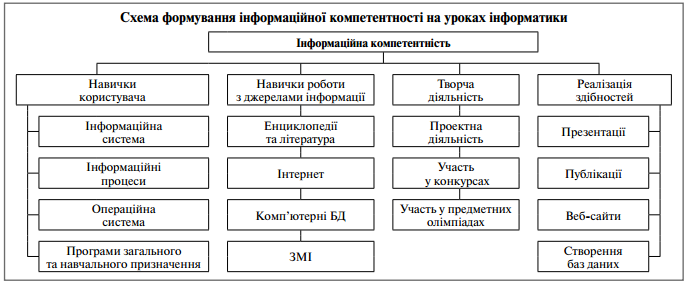 Схема формування інформаційної компетентності на уроках інформатики
Інформаційна компетентність
Навички
користувача
Інформаційна
система
Інформаційні
процеси
Операційна
система
Програми загального
та навчального призначення
Навички роботи
з джерелами інформації
Енциклопедії
та література
Інтернет
Комп’ютерні БД
ЗМІ
Творча
діяльність
Проектна
діяльність
Участь
у конкурсах
Участь у предметних
олімпіадах
Реалізація
здібностей
Презентації
Публікації
Веб-сайти
Створення
баз даних